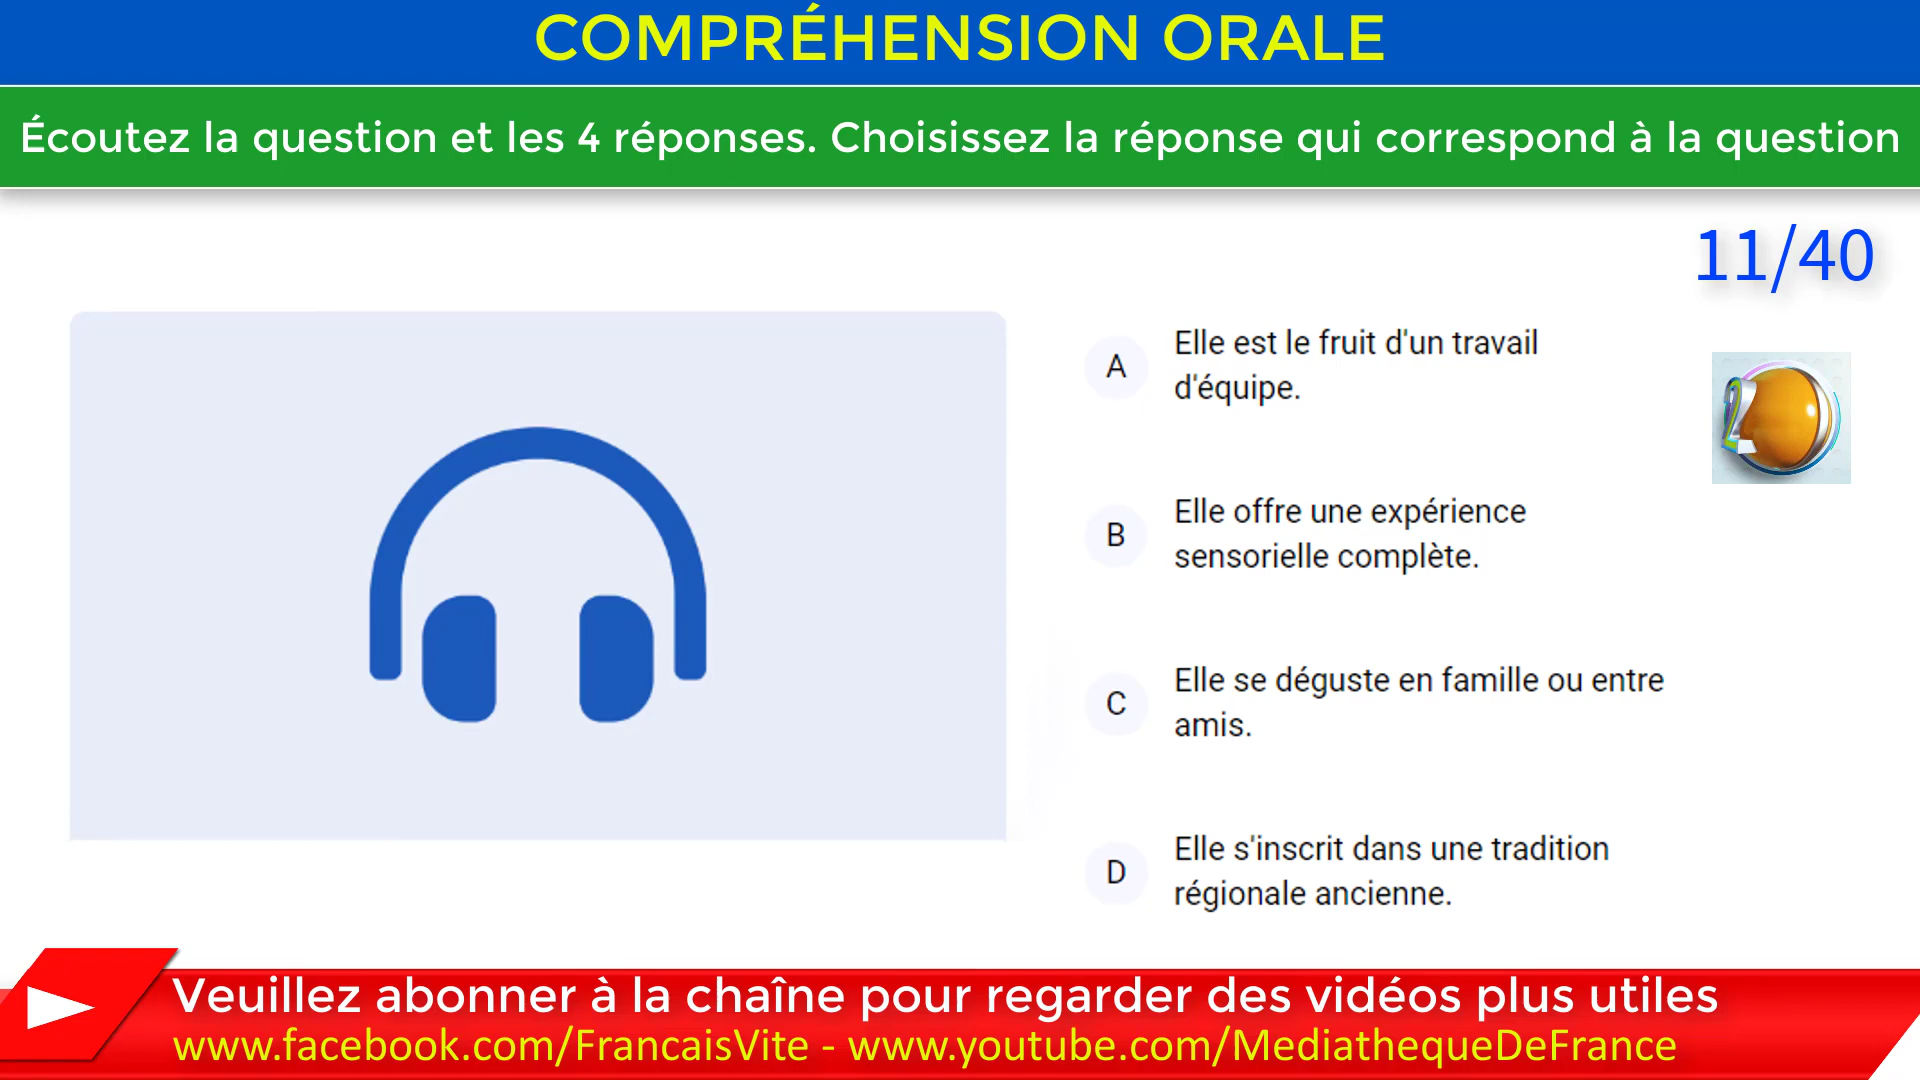 COMPRÉHENSION ORALE
Écoutez la question et les 4 réponses. Choisissez la réponse qui correspond à la question
11/40
A
Elle est le fruit d'un travail
d'équipe.
2
B
Elle offre une expérience
sensorielle complète.
C
Elle se déguste en famille ou entre
amis.
D
Elle s'inscrit dans une tradition
régionale ancienne.
Veuillez abonner à la chaîne pour regarder des vidéos plus utiles
www.facebook.com/FrancaisVite - www.youtube.com/MediathequeDeFrance